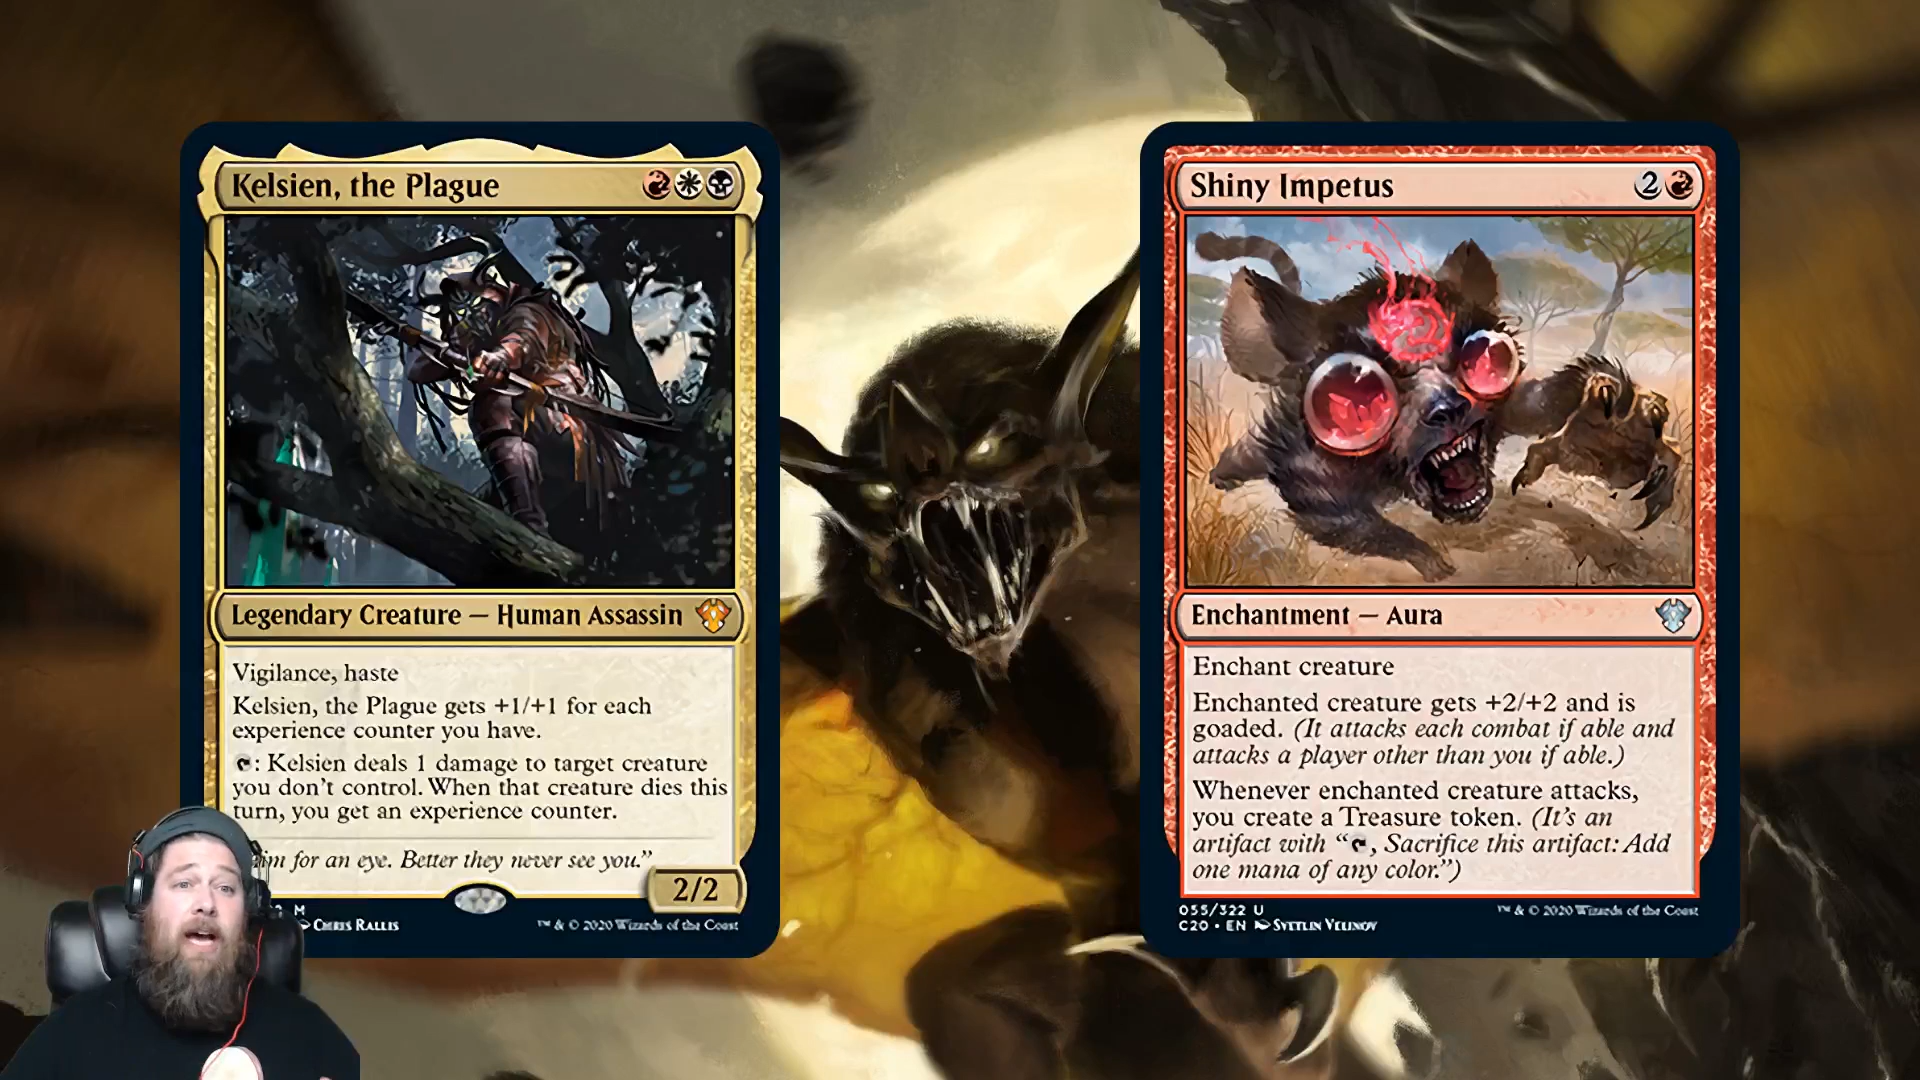 Kelsien, the Plague
Legendary Creature — Human Assassin
Vigilance, haste
Kelsien, the Plague gets +1/+1 for each
experience counter you have.
: Kelsien deals 1 damage to target creature
you don't control. When that creature dies this
turn, you get an experience counter.
for an eye. Better they never see you."
2/2
M
Chris Rallis
™ & © 2020 Wizards of the Coast
Shiny Impetus 2
Enchantment — Aura
Enchant creature
Enchanted creature gets +2/+2 and is
goaded. (It attacks each combat if able and
attacks a player other than you if able.)
Whenever enchanted creature attacks,
you create a Treasure token. (It's an
artifact with ", Sacrifice this artifact: Add
one mana of any color.")
055/322 U
™ & © 2020 Wizards of the Coast
C20 • EN Svetlin Velinov